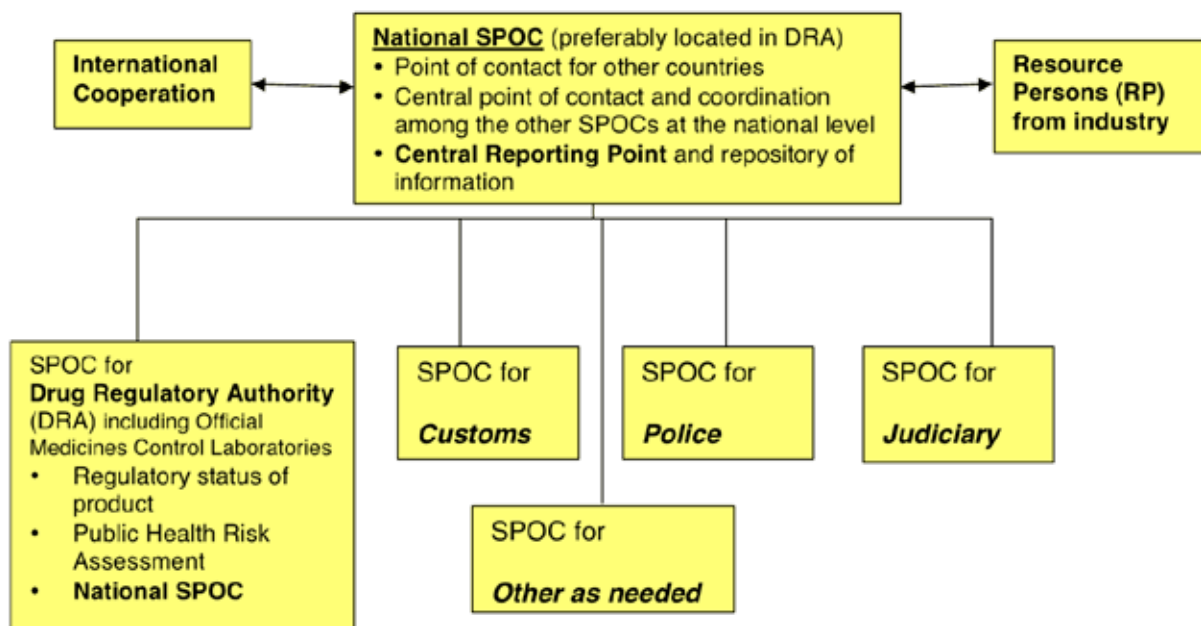 International
Cooperation
National SPOC (preferably located in DRA)
• Point of contact for other countries
• Central point of contact and coordination
among the other SPOCs at the national level
• Central Reporting Point and repository of
information
Resource
Persons (RP)
from industry
SPOC for
Drug Regulatory Authority
(DRA) including Official
Medicines Control Laboratories
• Regulatory status of
product
• Public Health Risk
Assessment
• National SPOC
SPOC for
Customs
SPOC for
Police
SPOC for
Judiciary
SPOC for
Other as needed